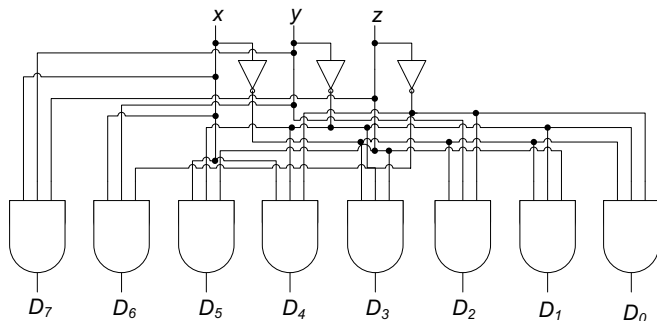 x y z
D₇ D₆ D₅ D₄ D₃ D₂ D₁ D₀